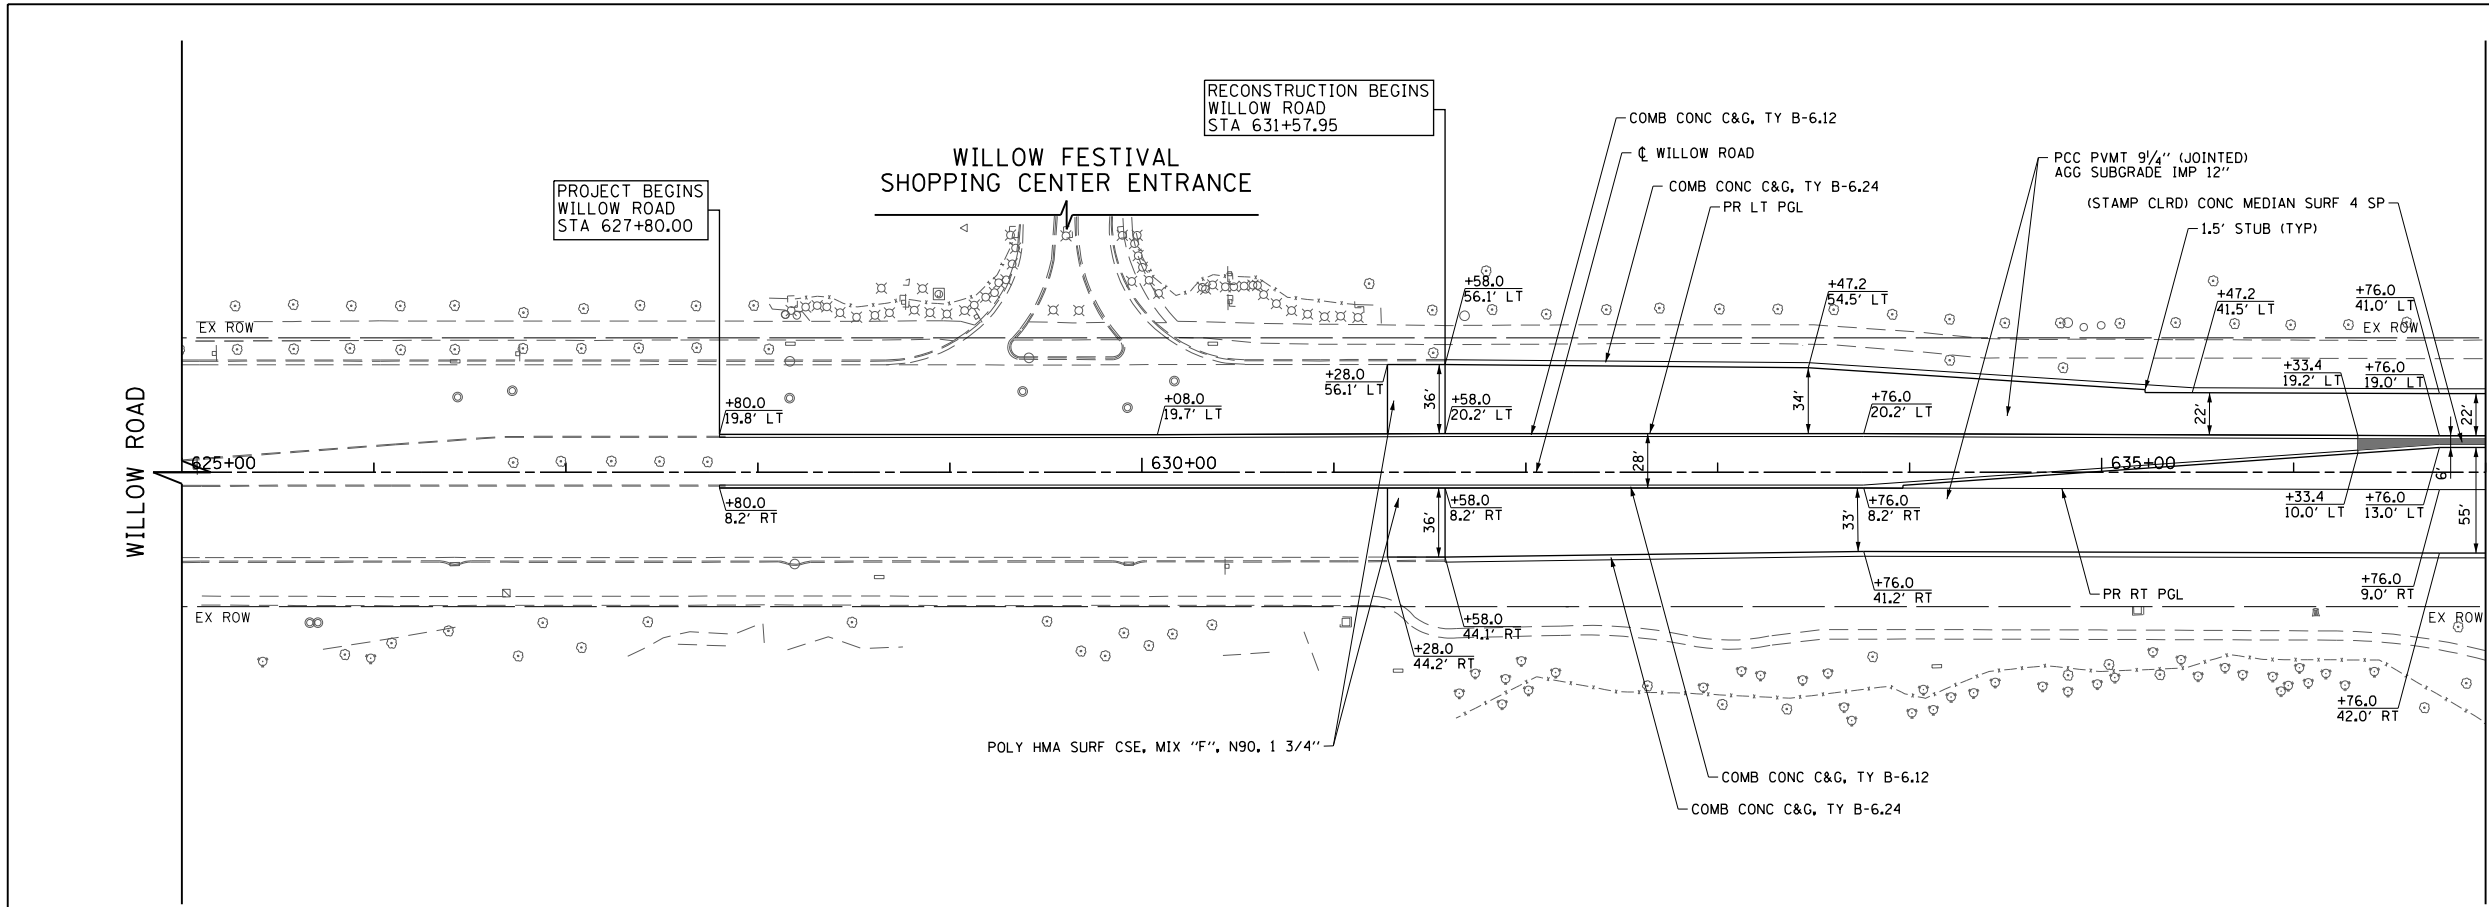 RECONSTRUCTION BEGINS
WILLOW ROAD
STA 631+57.95
COMB CONC C&G, TY B-6.12
℄ WILLOW ROAD
COMB CONC C&G, TY B-6.24
PR LT PGL
PCC PVMT 9 1/4" (JOINTED)
AGG SUBGRADE IMP 12"
(STAMP CLRD) CONC MEDIAN SURF 4 SP
1.5' STUB (TYP)
WILLOW FESTIVAL
SHOPPING CENTER ENTRANCE
PROJECT BEGINS
WILLOW ROAD
STA 627+80.00
+58.0
56.1' LT
+47.2
54.5' LT
+47.2
41.5' LT
+76.0
41.0' LT
EX ROW
EX ROW
+28.0
56.1' LT
+33.4
19.2' LT
+76.0
19.0' LT
+80.0
19.8' LT
+08.0
19.7' LT
36'
+58.0
20.2' LT
34'
+76.0
20.2' LT
22'
22'
WILLOW ROAD
625+00
630+00
28'
635+00
6'
+80.0
8.2' RT
36'
+58.0
8.2' RT
33'
+76.0
8.2' RT
+33.4
10.0' LT
+76.0
13.0' LT
55'
+76.0
41.2' RT
PR RT PGL
+76.0
9.0' RT
EX ROW
EX ROW
+58.0
44.1' RT
+28.0
44.2' RT
+76.0
42.0' RT
POLY HMA SURF CSE, MIX "F", N90, 1 3/4"
COMB CONC C&G, TY B-6.12
COMB CONC C&G, TY B-6.24